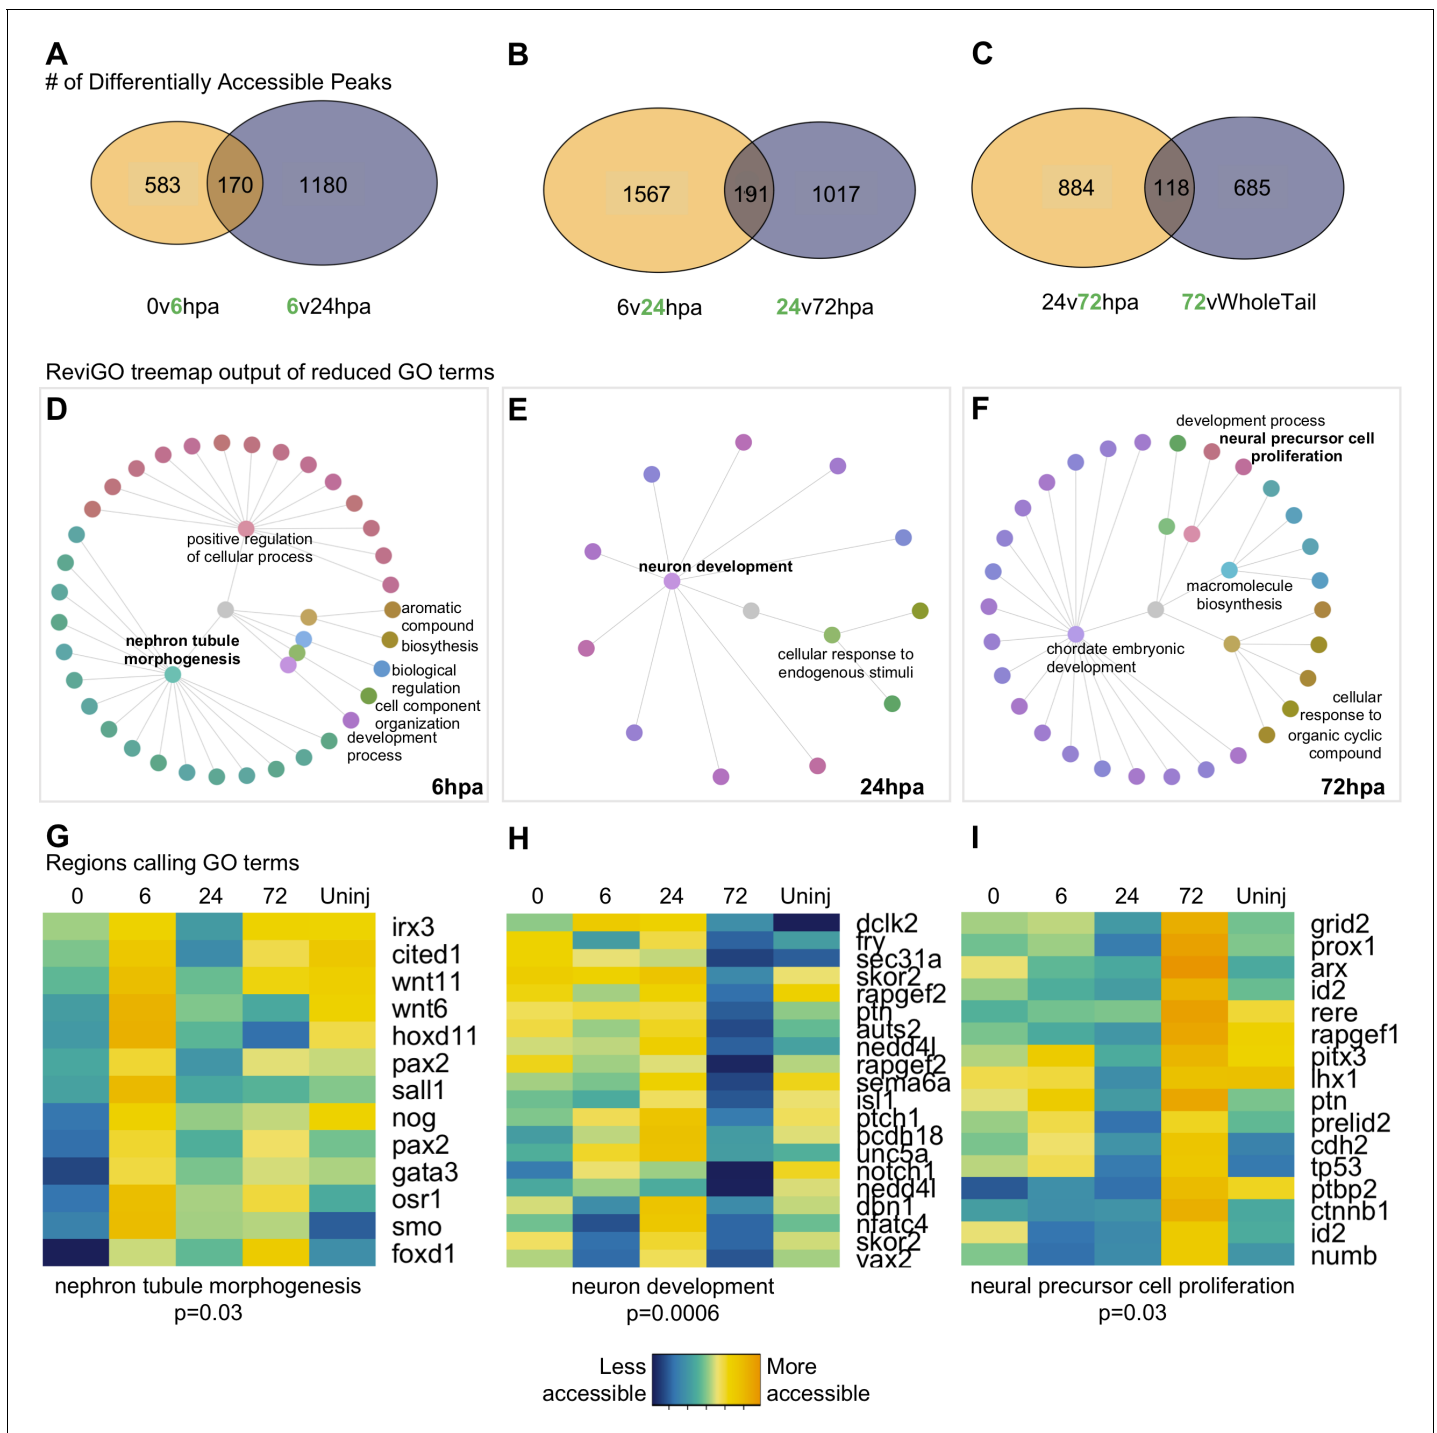 A
# of Differentially Accessible Peaks
583
170
1180
0v6hpa
6v24hpa
B
1567
191
1017
6v24hpa
24v72hpa
C
884
118
685
24v72hpa
72vWholeTail
ReviGO treemap output of reduced GO terms
D
positive regulation
of cellular process
nephron tubule
morphogenesis
aromatic
compound
biosythesis
biological
regulation
cell component
organization
development
process
6hpa
E
neuron development
cellular response to
endogenous stimuli
24hpa
F
development process
neural precursor cell
proliferation
macromolecule
biosynthesis
chordate embryonic
development
cellular
response to
organic cyclic
compound
72hpa
G
Regions calling GO terms
0 6 24 72 Uninj
irx3
cited1
wnt11
wnt6
hoxd11
pax2
sall1
nog
pax2
gata3
osr1
smo
foxd1
nephron tubule morphogenesis
p=0.03
H
0 6 24 72 Uninj
dclk2
fry
sec31a
skor2
rapgef2
ptn
auts2
nedd4l
rapgef2
sema6a
isl1
ptch1
pcdh18
unc5a
notch1
nedd4l
dbn1
nfatc4
skor2
vax2
neuron development
p=0.0006
I
0 6 24 72 Uninj
grid2
prox1
arx
id2
rere
rapgef1
pitx3
lhx1
ptn
prelid2
cdh2
tp53
ptbp2
ctnnb1
id2
numb
neural precursor cell proliferation
p=0.03
Less
accessible
More
accessible